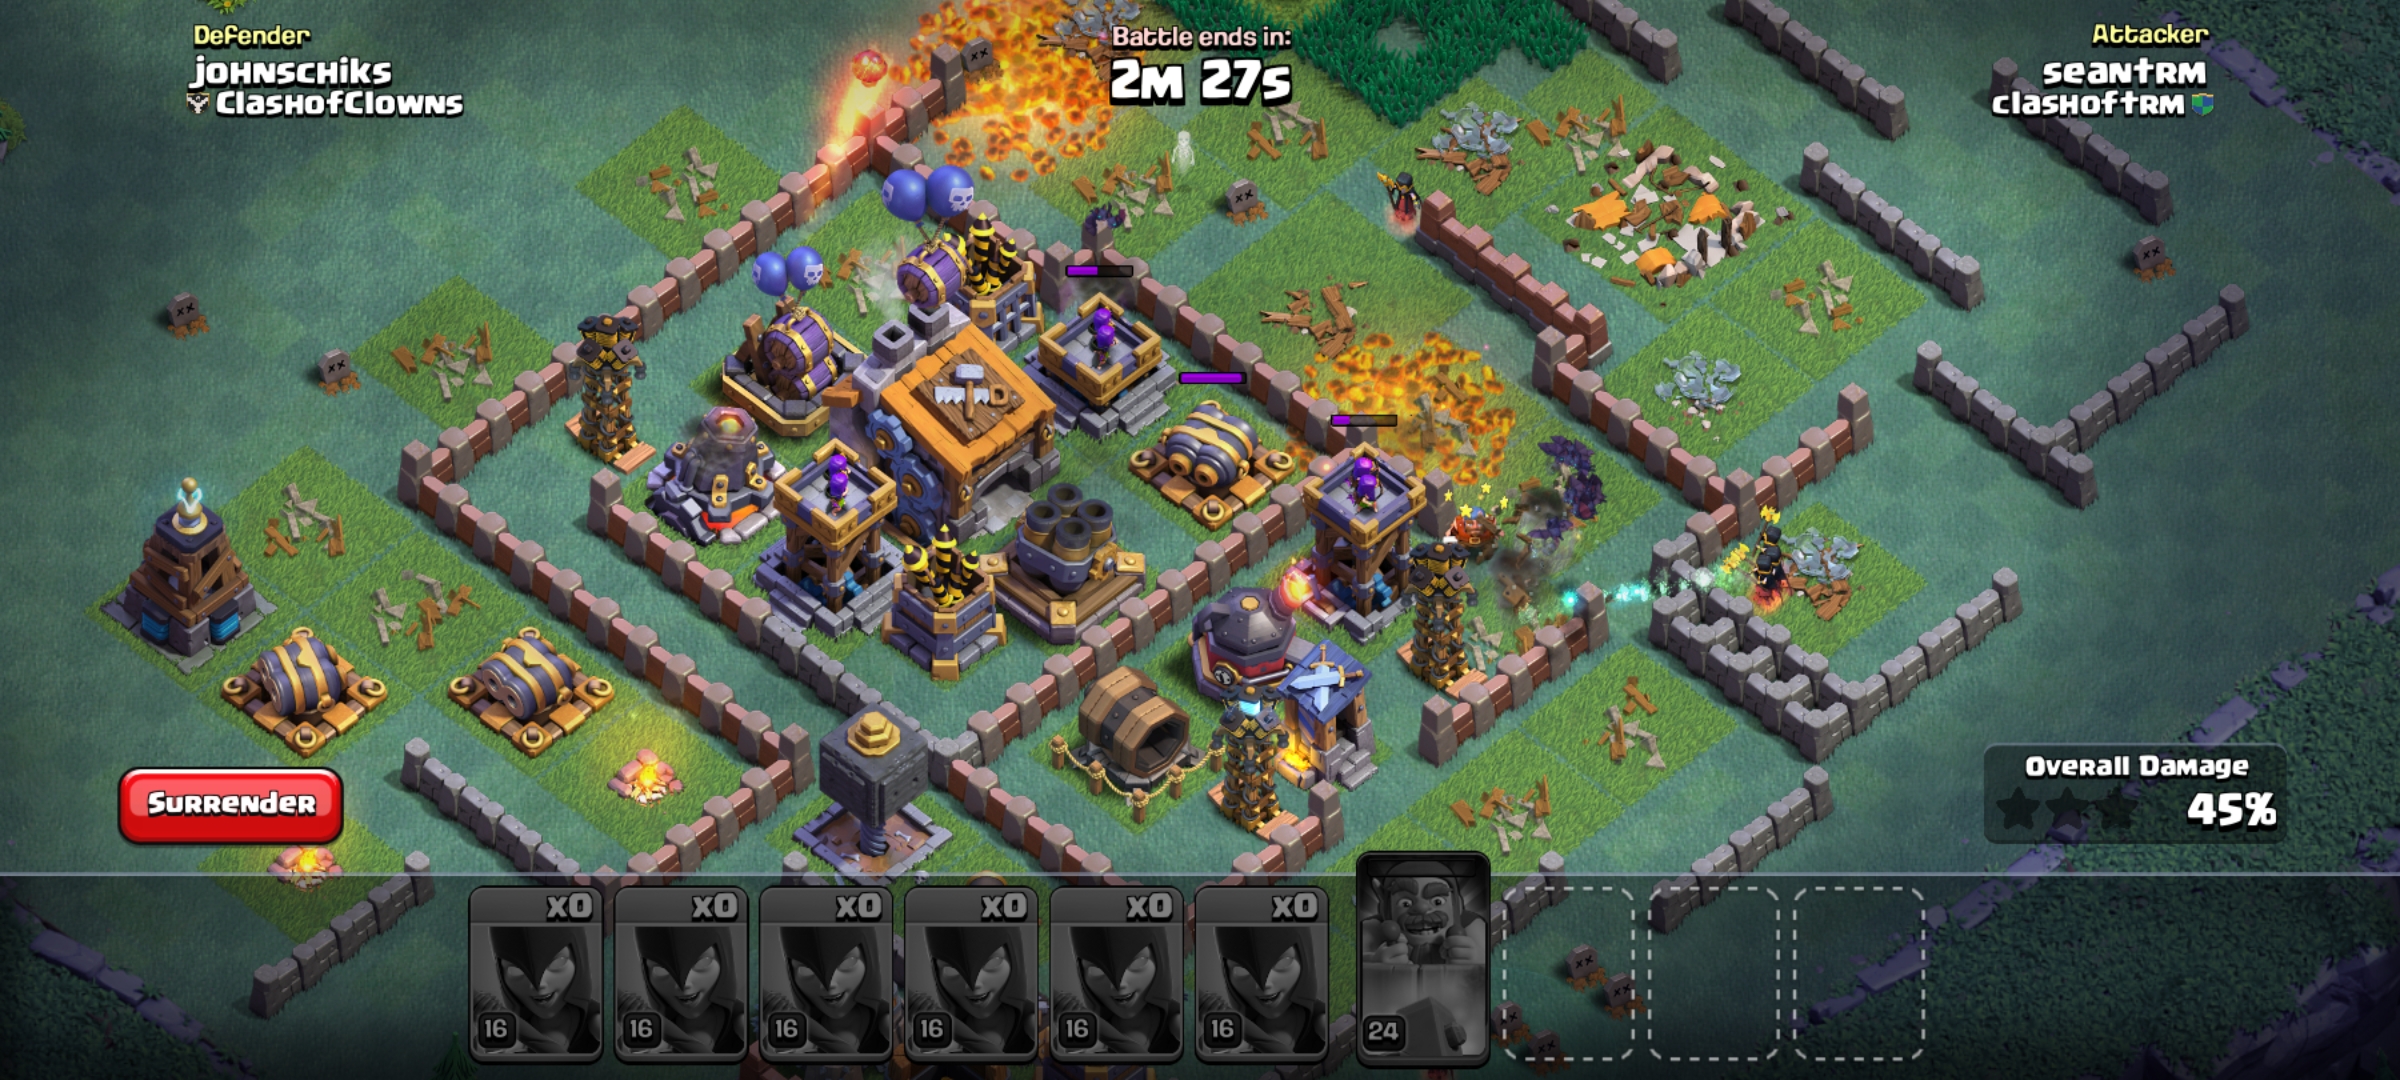 Defender
johnschiks
ClashofClowns
Battle ends in:
2M 27s
Attacker
seantrm
clashoftrm
Surrender
Overall Damage
45%
x0
x0
x0
x0
x0
x0
16
16
16
16
16
16
24